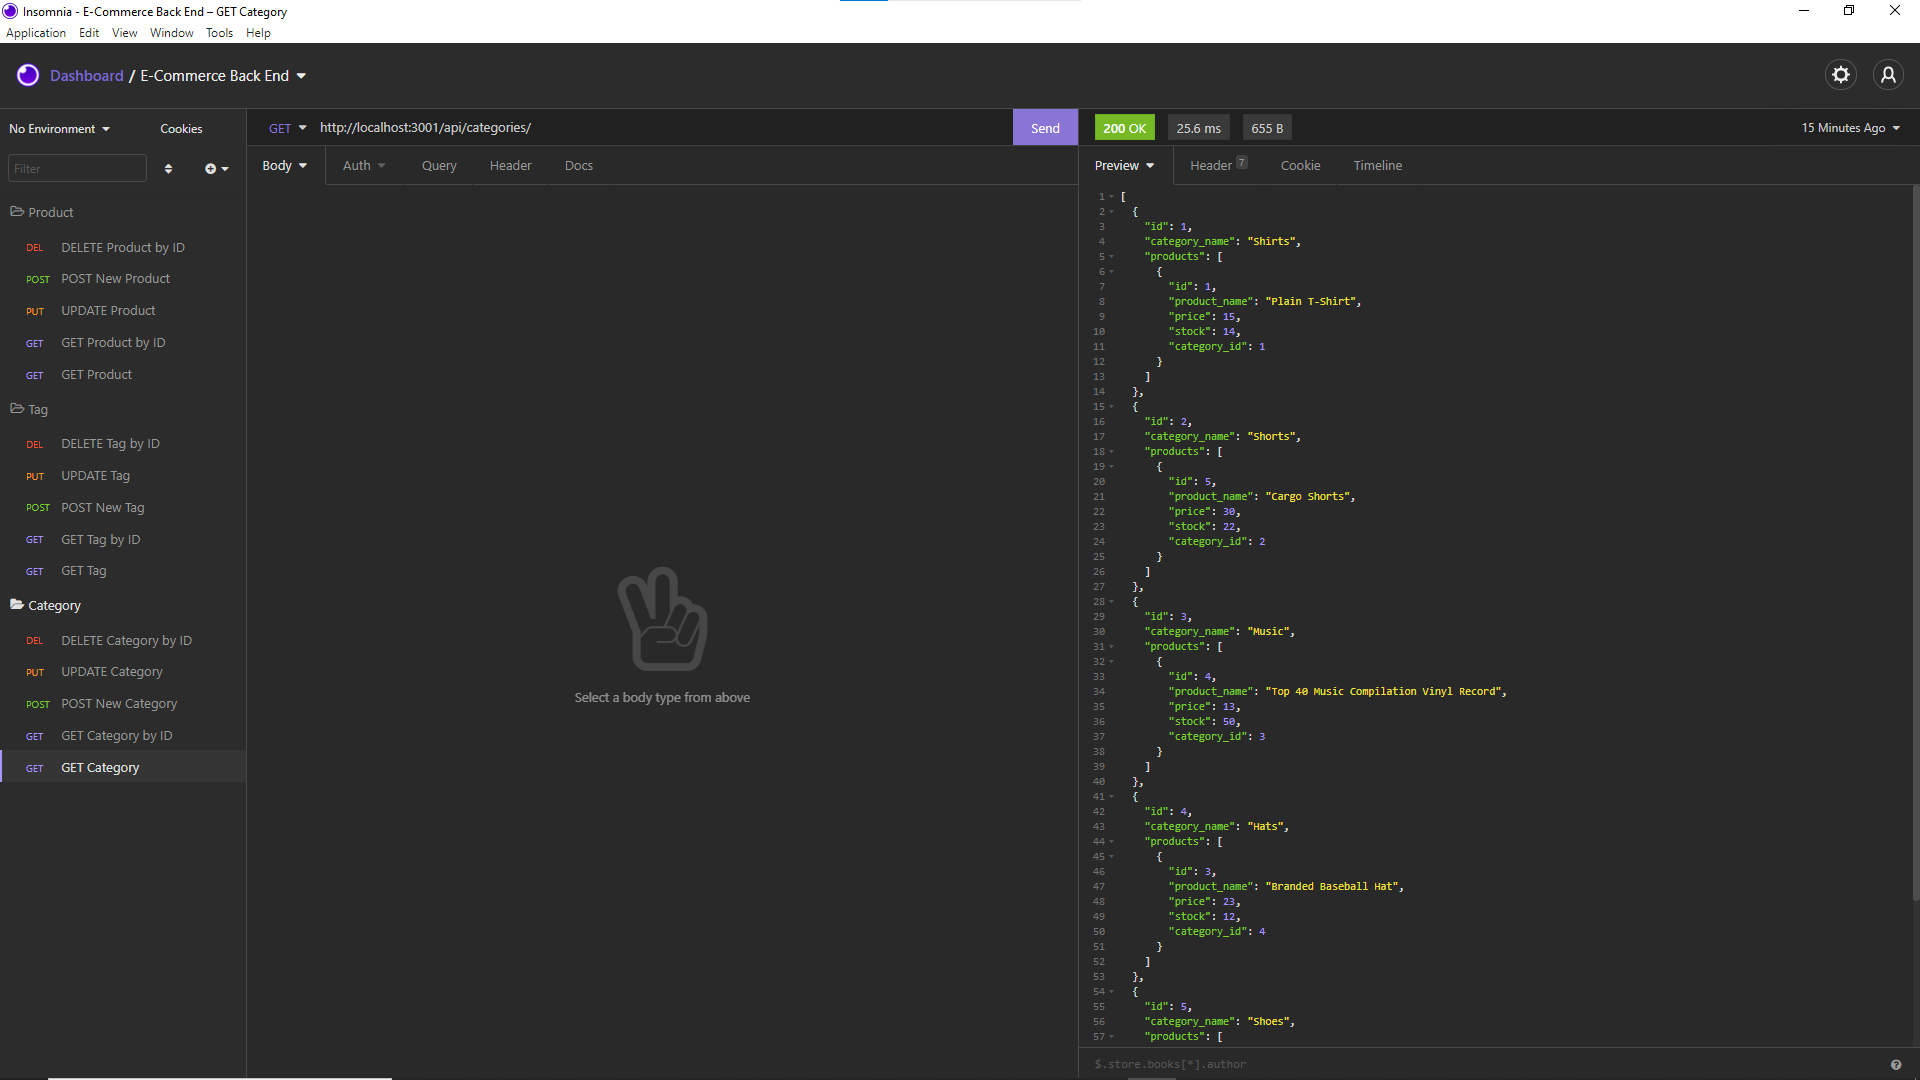 Insomnia - E-Commerce Back End – GET Category
Application Edit View Window Tools Help
Dashboard / E-Commerce Back End
No Environment Cookies
Filter
Product
DEL DELETE Product by ID
POST POST New Product
PUT UPDATE Product
GET GET Product by ID
GET GET Product
Tag
DEL DELETE Tag by ID
PUT UPDATE Tag
POST POST New Tag
GET GET Tag by ID
GET GET Tag
Category
DEL DELETE Category by ID
PUT UPDATE Category
POST POST New Category
GET GET Category by ID
GET GET Category
GET http://localhost:3001/api/categories/ Send
Body Auth Query Header Docs
Select a body type from above
200 OK 25.6 ms 655 B 15 Minutes Ago
Preview Header 7 Cookie Timeline
1 [
2 {
3 "id": 1,
4 "category_name": "Shirts",
5 "products": [
6 {
7 "id": 1,
8 "product_name": "Plain T-Shirt",
9 "price": 15,
10 "stock": 14,
11 "category_id": 1
12 }
13 ]
14 },
15 {
16 "id": 2,
17 "category_name": "Shorts",
18 "products": [
19 {
20 "id": 5,
21 "product_name": "Cargo Shorts",
22 "price": 30,
23 "stock": 22,
24 "category_id": 2
25 }
26 ]
27 },
28 {
29 "id": 3,
30 "category_name": "Music",
31 "products": [
32 {
33 "id": 4,
34 "product_name": "Top 40 Music Compilation Vinyl Record",
35 "price": 13,
36 "stock": 50,
37 "category_id": 3
38 }
39 ]
40 },
41 {
42 "id": 4,
43 "category_name": "Hats",
44 "products": [
45 {
46 "id": 3,
47 "product_name": "Branded Baseball Hat",
48 "price": 23,
49 "stock": 12,
50 "category_id": 4
51 }
52 ]
53 },
54 {
55 "id": 5,
56 "category_name": "Shoes",
57 "products": [
$.store.books[*].author